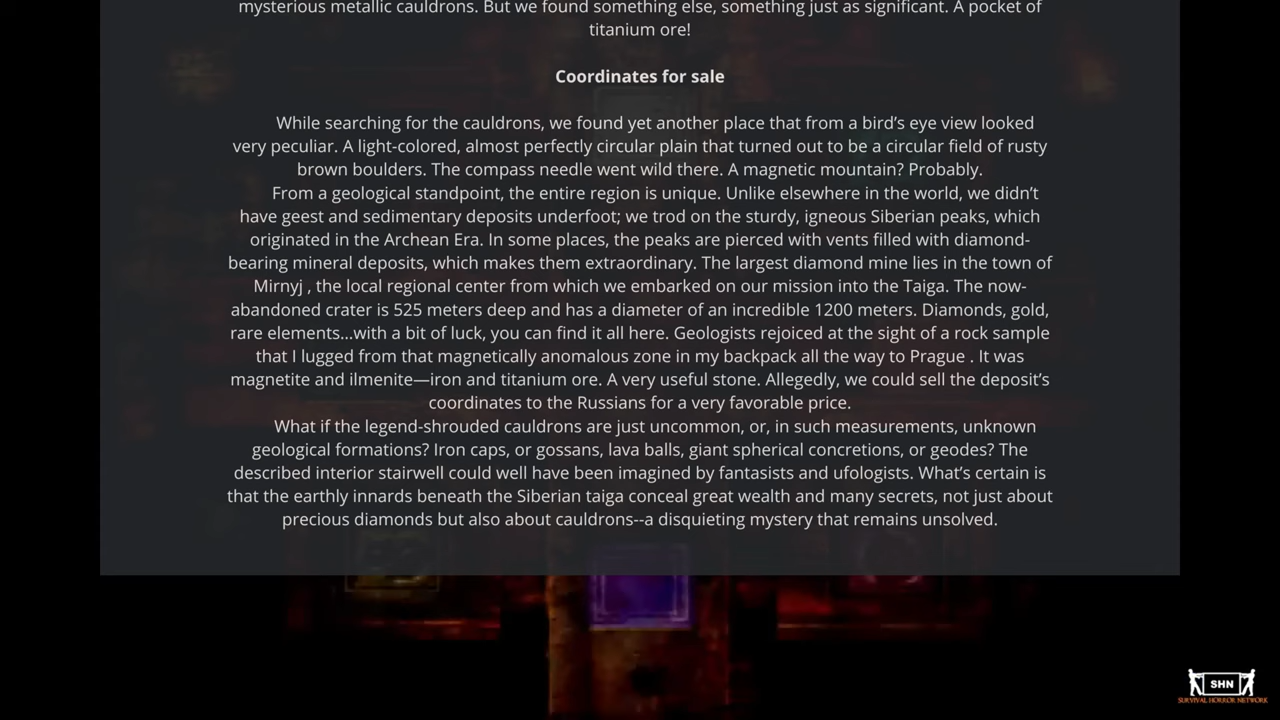 mysterious metallic cauldrons. But we found something else, something just as significant. A pocket of
titanium ore!
Coordinates for sale
While searching for the cauldrons, we found yet another place that from a bird's eye view looked
very peculiar. A light-colored, almost perfectly circular plain that turned out to be a circular field of rusty
brown boulders. The compass needle went wild there. A magnetic mountain? Probably.
From a geological standpoint, the entire region is unique. Unlike elsewhere in the world, we didn't
have geest and sedimentary deposits underfoot; we trod on the sturdy, igneous Siberian peaks, which
originated in the Archean Era. In some places, the peaks are pierced with vents filled with diamond-
bearing mineral deposits, which makes them extraordinary. The largest diamond mine lies in the town of
Mirnyj , the local regional center from which we embarked on our mission into the Taiga. The now-
abandoned crater is 525 meters deep and has a diameter of an incredible 1200 meters. Diamonds, gold,
rare elements...with a bit of luck, you can find it all here. Geologists rejoiced at the sight of a rock sample
that I lugged from that magnetically anomalous zone in my backpack all the way to Prague . It was
magnetite and ilmenite—iron and titanium ore. A very useful stone. Allegedly, we could sell the deposit's
coordinates to the Russians for a very favorable price.
What if the legend-shrouded cauldrons are just uncommon, or, in such measurements, unknown
geological formations? Iron caps, or gossans, lava balls, giant spherical concretions, or geodes? The
described interior stairwell could well have been imagined by fantasists and ufologists. What's certain is
that the earthly innards beneath the Siberian taiga conceal great wealth and many secrets, not just about
precious diamonds but also about cauldrons--a disquieting mystery that remains unsolved.
SHN
SURVIVAL HORROR NETWORK